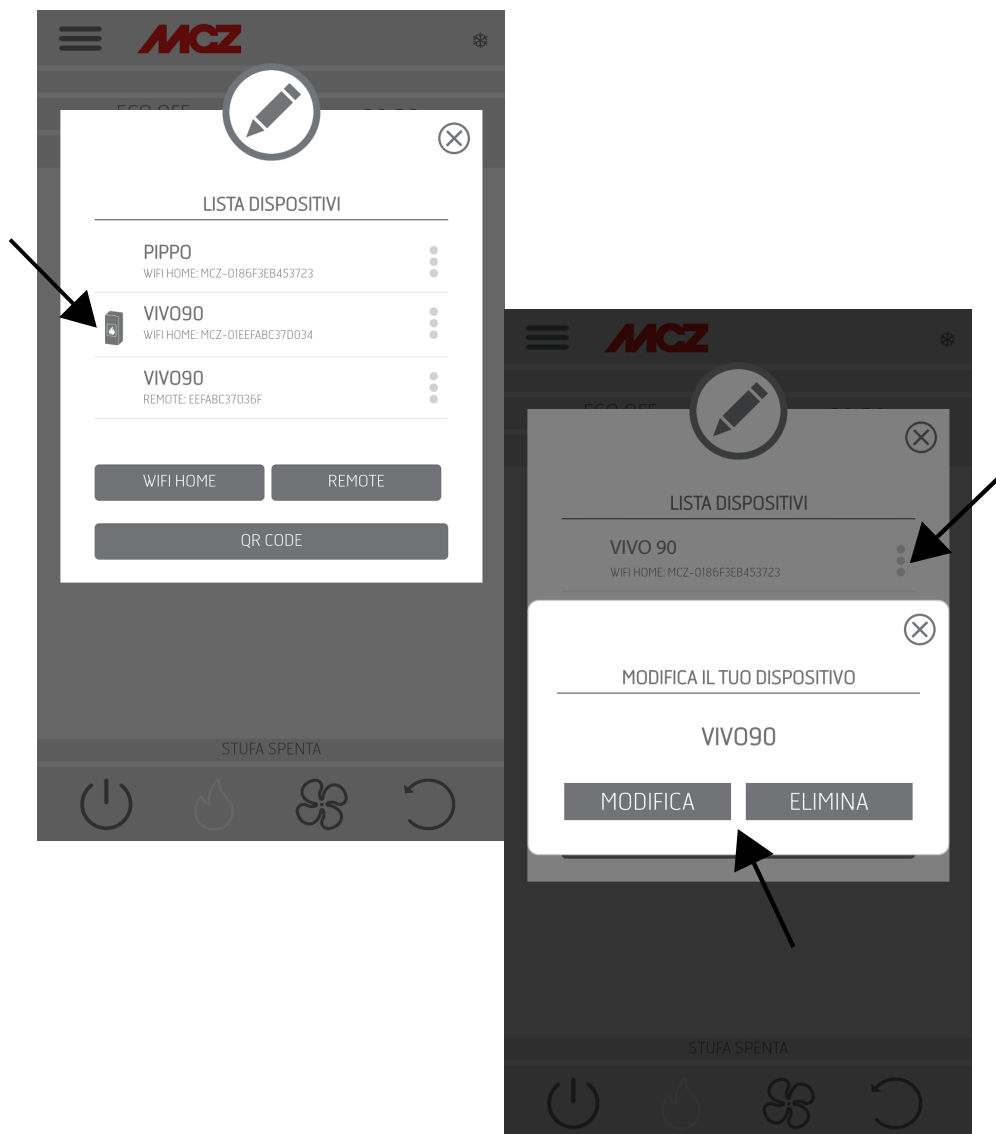 MCZ
LISTA DISPOSITIVI
PIPPO
WIFI HOME: MCZ-0186F3EB453723
VIVO90
WIFI HOME: MCZ-01EEFABC37D034
VIVO90
REMOTE: EEFABC37036F
WIFI HOME
REMOTE
QR CODE
STUFA SPENTA
MCZ
LISTA DISPOSITIVI
VIVO 90
WIFI HOME: MCZ-0186F3EB453723
MODIFICA IL TUO DISPOSITIVO
VIVO90
MODIFICA
ELIMINA
STUFA SPENTA